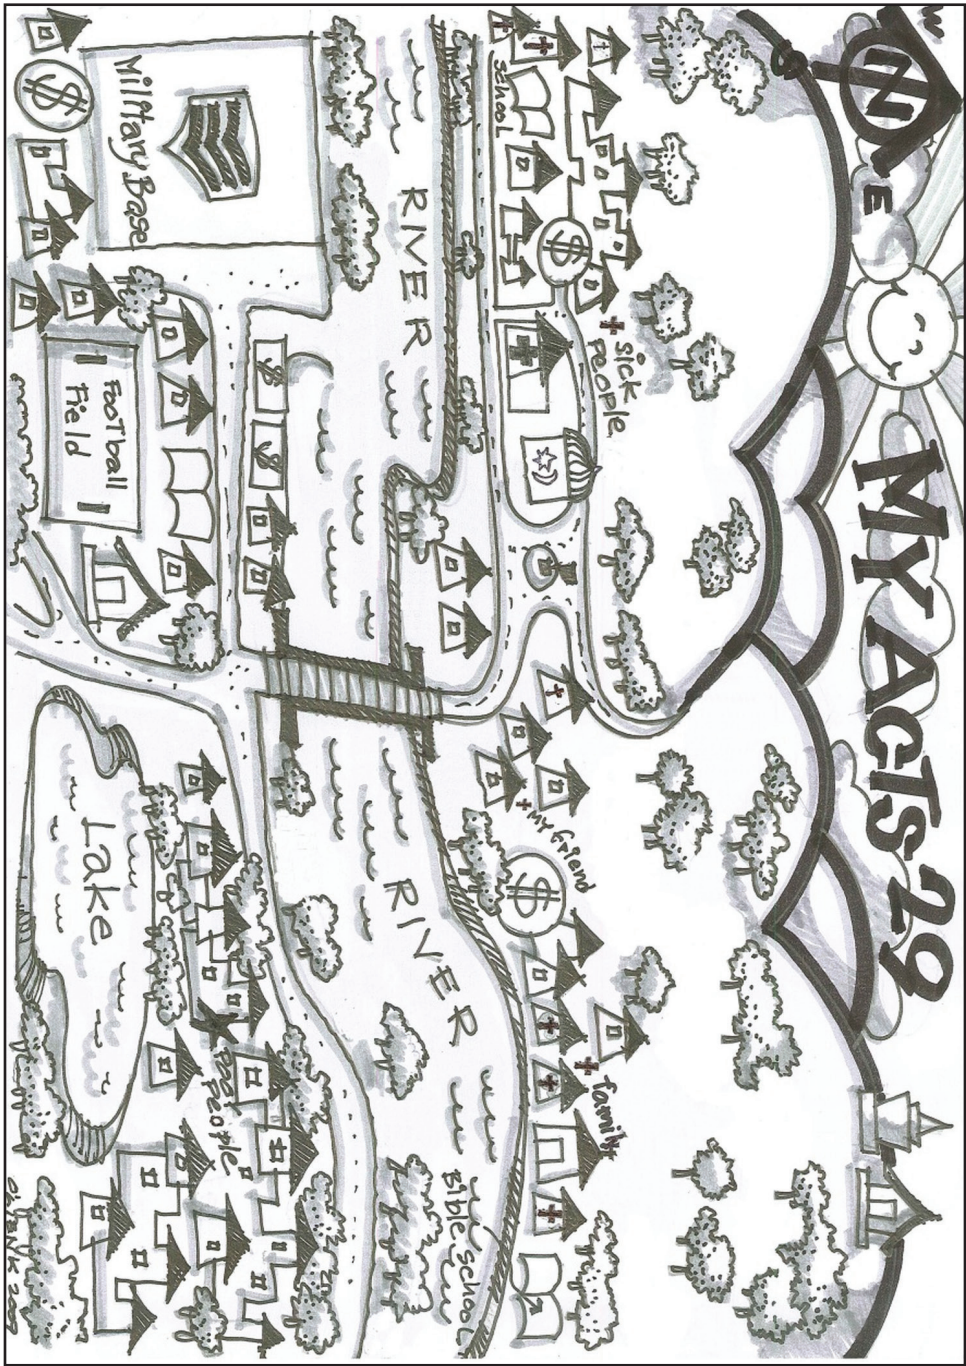 MY ACTS 29
W
N
E
S
School
+ Sick
people
+ My friend
+ family
Bible school
RIVER
RIVER
Military Base
$
$
$
$
$
Football
Field
Lake
Poor
People
2009